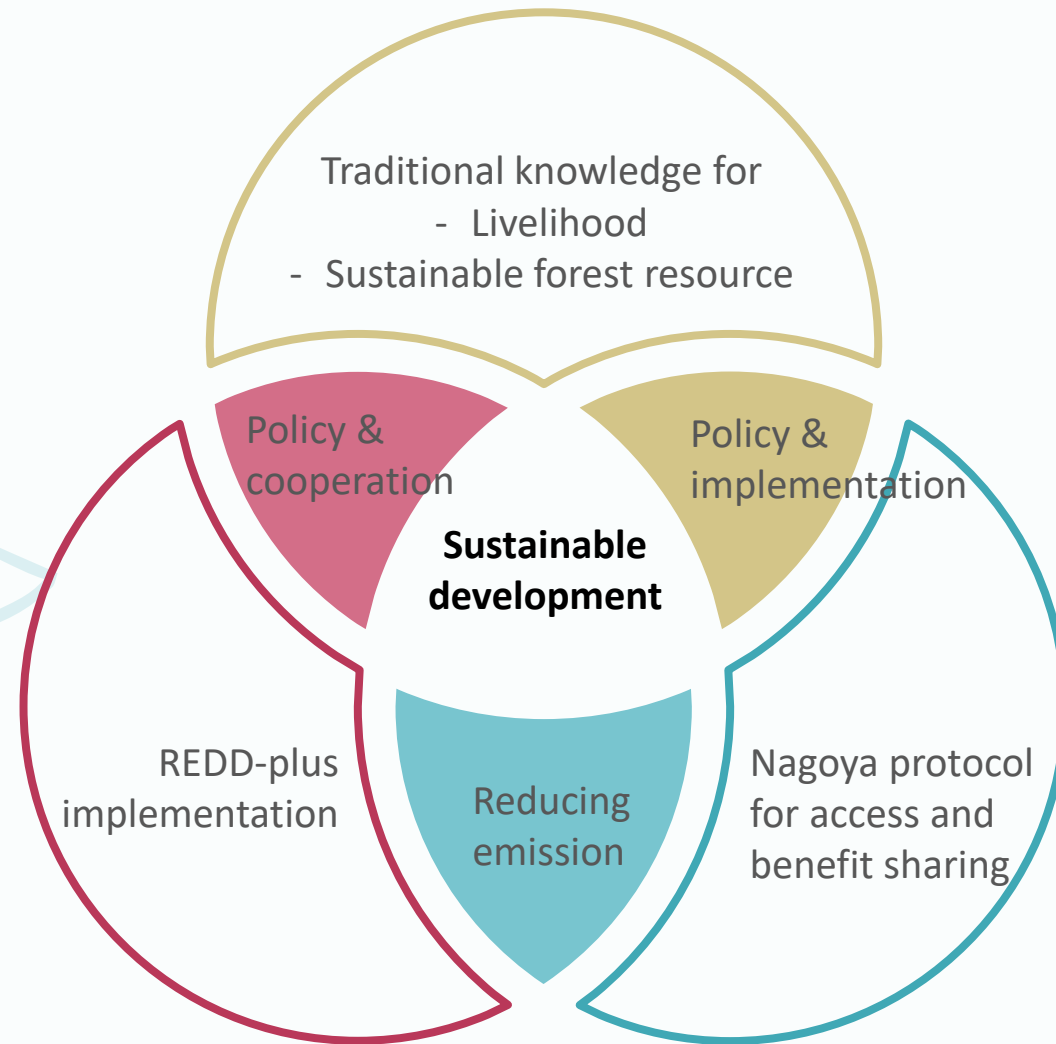 Traditional knowledge for
- Livelihood
- Sustainable forest resource
Policy &
cooperation
Policy &
implementation
Sustainable
development
REDD-plus
implementation
Reducing
emission
Nagoya protocol
for access and
benefit sharing